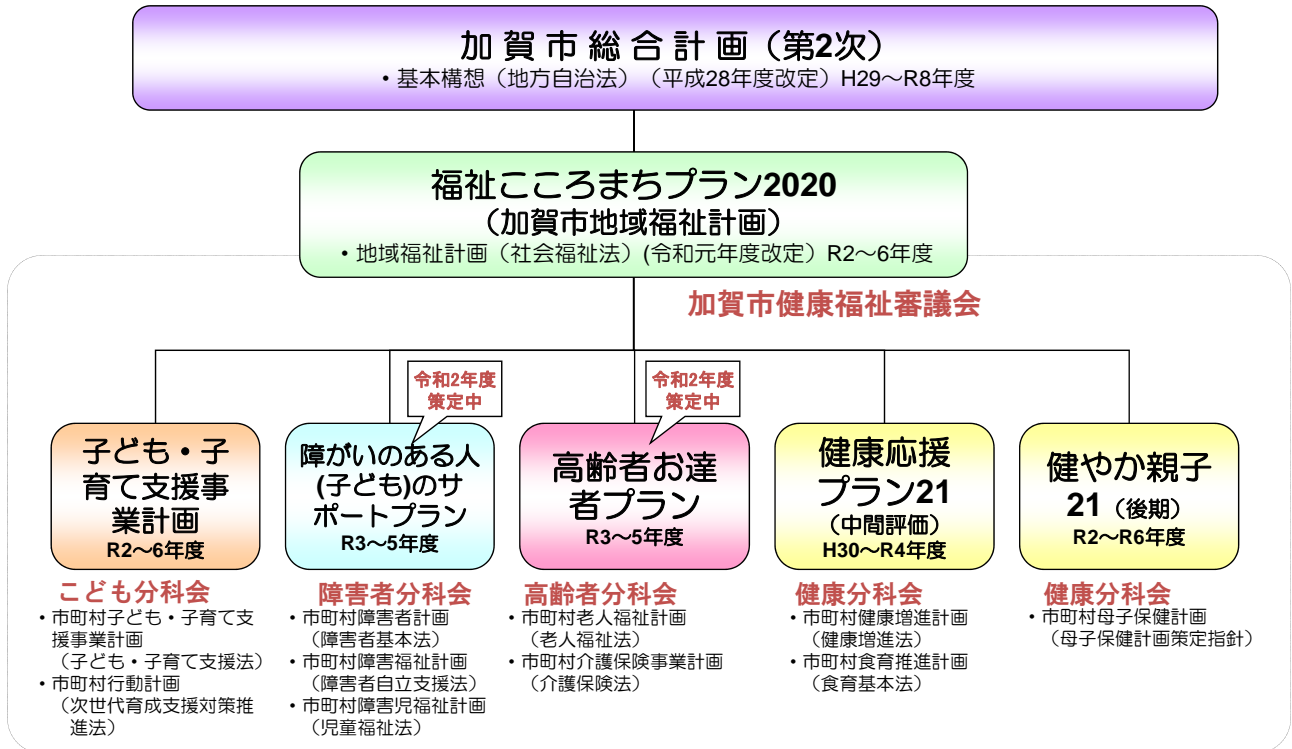 加賀市総合計画（第2次）
・基本構想（地方自治法）（平成28年度改定）H29～R8年度
福祉こころまちプラン2020
（加賀市地域福祉計画）
・地域福祉計画（社会福祉法）(令和元年度改定）R2～6年度
加賀市健康福祉審議会
子ども・子
育て支援事
業計画
R2～6年度
こども分科会
・市町村子ども・子育て支
援事業計画
（子ども・子育て支援法）
・市町村行動計画
（次世代育成支援対策推
進法）
令和2年度
策定中
障がいのある人
(子ども)のサ
ポートプラン
R3～5年度
障害者分科会
・市町村障害者計画
（障害者基本法）
・市町村障害福祉計画
（障害者自立支援法）
・市町村障害児福祉計画
（児童福祉法）
令和2年度
策定中
高齢者お達
者プラン
R3～5年度
高齢者分科会
・市町村老人福祉計画
（老人福祉法）
・市町村介護保険事業計画
（介護保険法）
健康応援
プラン21
（中間評価）
H30～R4年度
健康分科会
・市町村健康増進計画
（健康増進法）
・市町村食育推進計画
（食育基本法）
健やか親子
21（後期）
R2～R6年度
健康分科会
・市町村母子保健計画
（母子保健計画策定指針）